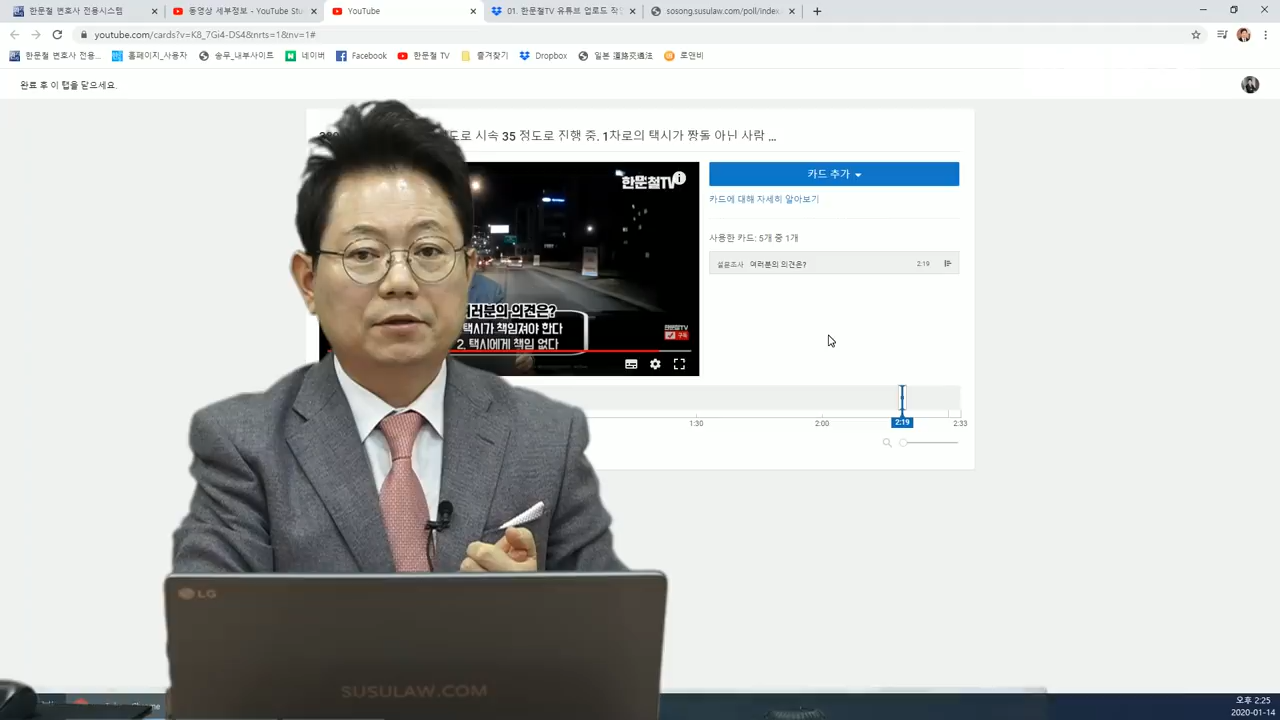 한문철 변호사 전용시스템
동영상 세부정보 - YouTube Stu
YouTube
01. 한문철TV 유튜브 업로드 작
sosong.susulaw.com/poll/index
youtube.com/cards?v=K8_7Gi4-DS4&nrts=1&nv=1#
한문철 변호사 전용...
홈페이지_사용자
송무_내부사이트
네이버
Facebook
한문철 TV
즐겨찾기
Dropbox
일본 道路交通法
로앤비
완료 후 이 탭을 닫으세요.
도로 시속 35 정도로 진행 중. 1차로의 택시가 짱돌 아닌 사람 ...
한문철TV
카드 추가
카드에 대해 자세히 알아보기
사용한 카드: 5개 중 1개
설문조사 여러분의 의견은? 2:19
러분의 의견은?
택시가 책임져야 한다
2. 택시에게 책임 없다
한문철TV
구독
1:30
2:00
2:19
2:33
LG
SUSULAW.COM
오후 2:25
2020-01-14